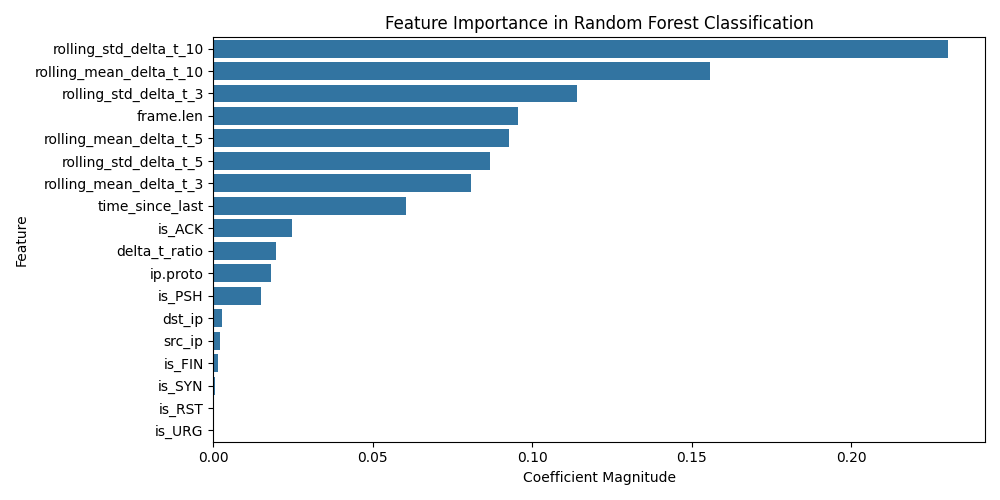 Feature Importance in Random Forest Classification
rolling_std_delta_t_10
rolling_mean_delta_t_10
rolling_std_delta_t_3
frame.len
rolling_mean_delta_t_5
rolling_std_delta_t_5
rolling_mean_delta_t_3
time_since_last
is_ACK
delta_t_ratio
ip.proto
is_PSH
dst_ip
src_ip
is_FIN
is_SYN
is_RST
is_URG
Feature
0.00 0.05 0.10 0.15 0.20
Coefficient Magnitude